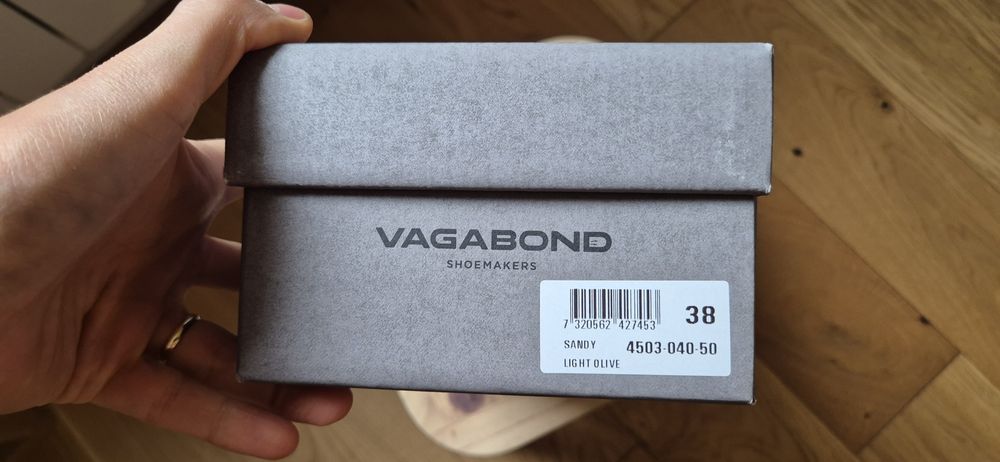 VAGABOND
SHOEMAKERS
7 320562 427453
38
SANDY 4503-040-50
LIGHT OLIVE